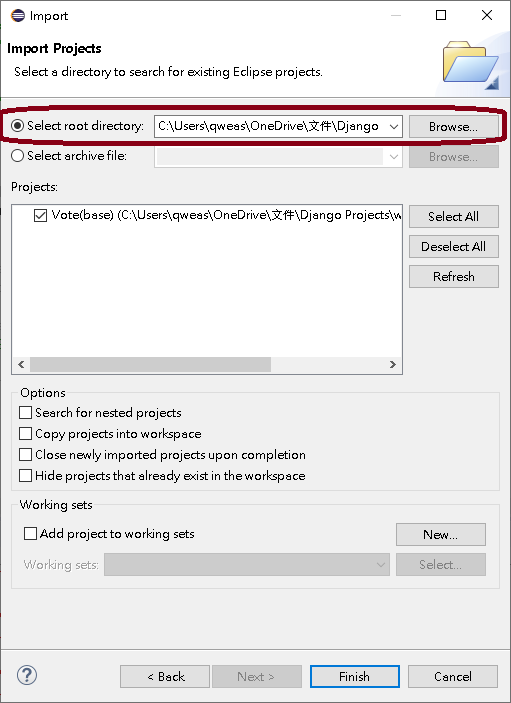 Import
Import Projects
Select a directory to search for existing Eclipse projects.
Select root directory: C:\Users\qweas\OneDrive\文件\Django Browse...
Select archive file: Browse...
Projects:
Vote(base) (C:\Users\qweas\OneDrive\文件\Django Projects\w
Select All
Deselect All
Refresh
Options
Search for nested projects
Copy projects into workspace
Close newly imported projects upon completion
Hide projects that already exist in the workspace
Working sets
Add project to working sets New...
Working sets: Select...
? < Back Next > Finish Cancel